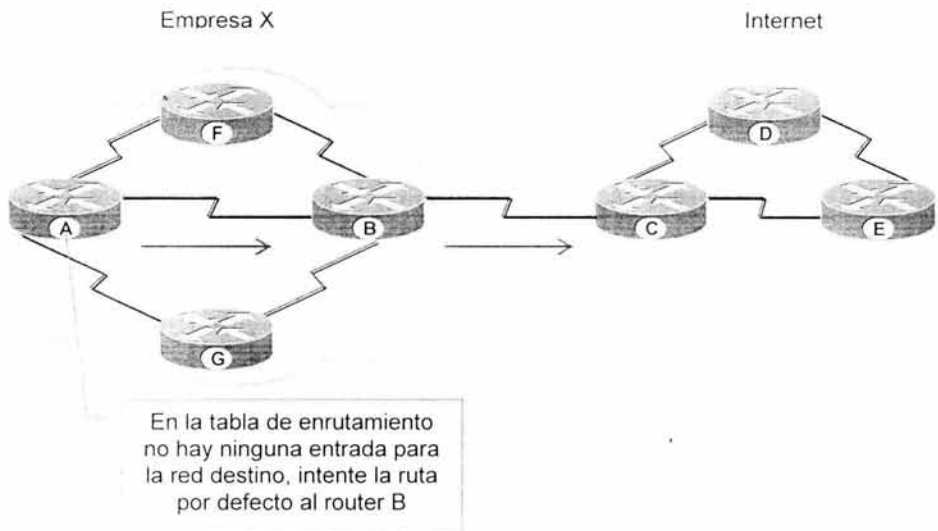 Empresa X
Internet
F
D
A
B
C
E
G
En la tabla de enrutamiento
no hay ninguna entrada para
la red destino, intente la ruta
por defecto al router B